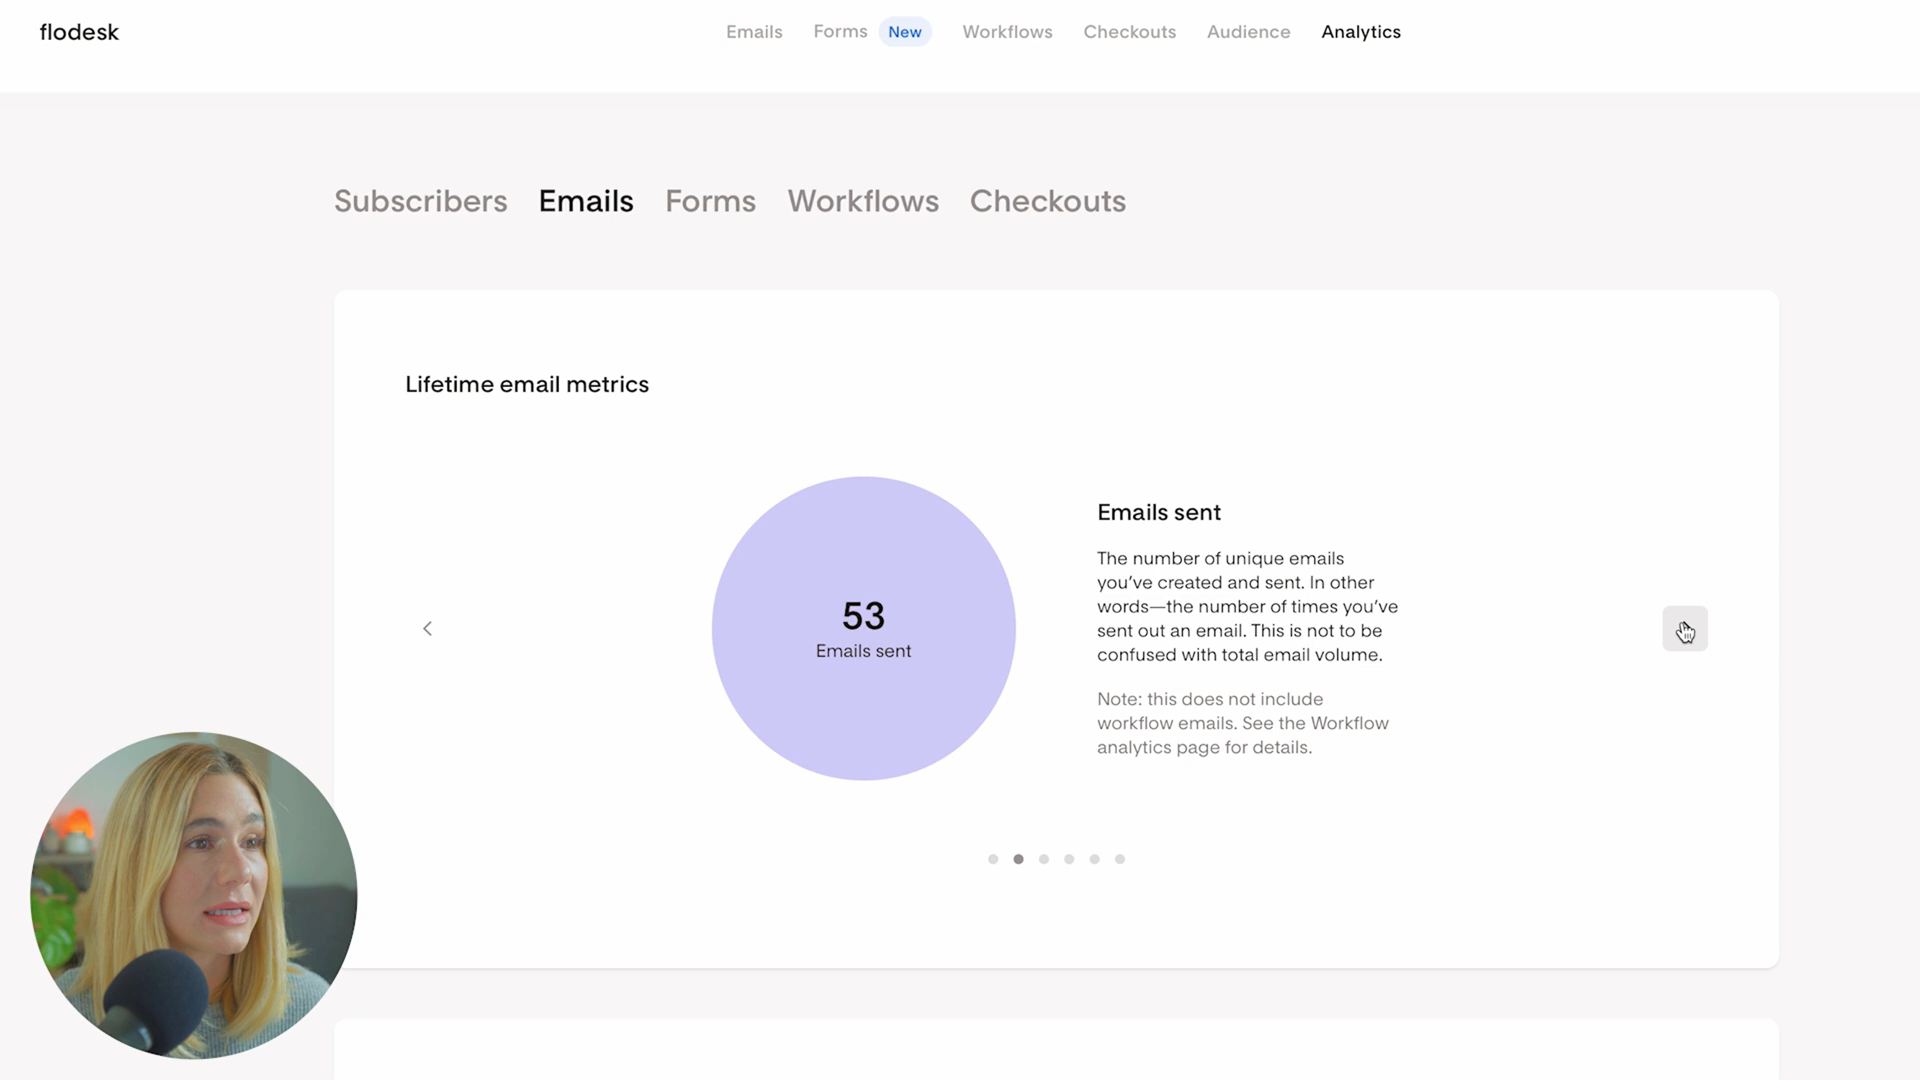 flodesk
Emails Forms New Workflows Checkouts Audience Analytics
Subscribers Emails Forms Workflows Checkouts
Lifetime email metrics
53
Emails sent
Emails sent
The number of unique emails
you’ve created and sent. In other
words—the number of times you’ve
sent out an email. This is not to be
confused with total email volume.
Note: this does not include
workflow emails. See the Workflow
analytics page for details.